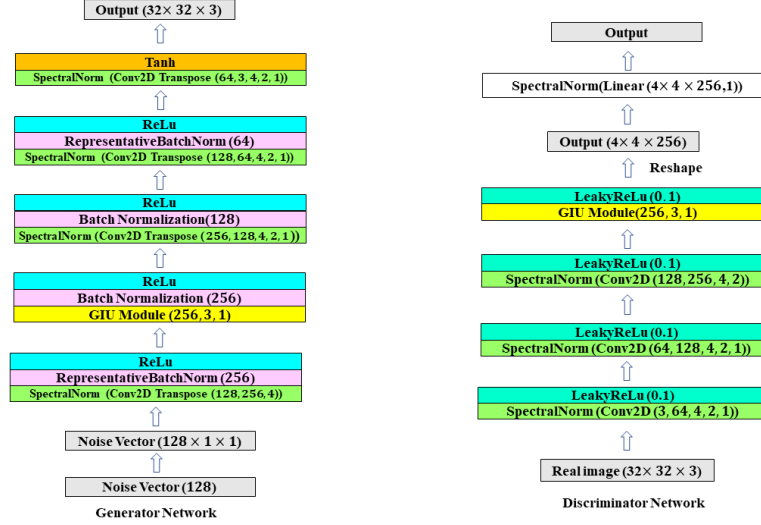 Output (32× 32 × 3)
Tanh
SpectralNorm (Conv2D Transpose (64,3,4,2,1))
ReLu
RepresentativeBatchNorm (64)
SpectralNorm (Conv2D Transpose (128,64,4,2,1))
ReLu
Batch Normalization(128)
SpectralNorm (Conv2D Transpose (256,128,4,2,1))
ReLu
Batch Normalization (256)
GIU Module (256,3,1)
ReLu
RepresentativeBatchNorm (256)
SpectralNorm (Conv2D Transpose (128,256,4))
Noise Vector (128 × 1 × 1)
Noise Vector (128)
Generator Network
Output
SpectralNorm(Linear (4× 4 × 256,1))
Output (4× 4 × 256)
Reshape
LeakyReLu (0.1)
GIU Module(256,3,1)
LeakyReLu (0.1)
SpectralNorm (Conv2D (128,256,4,2))
LeakyReLu (0.1)
SpectralNorm (Conv2D (64,128,4,2,1))
LeakyReLu (0.1)
SpectralNorm (Conv2D (3,64,4,2,1))
Real image (32× 32 × 3)
Discriminator Network